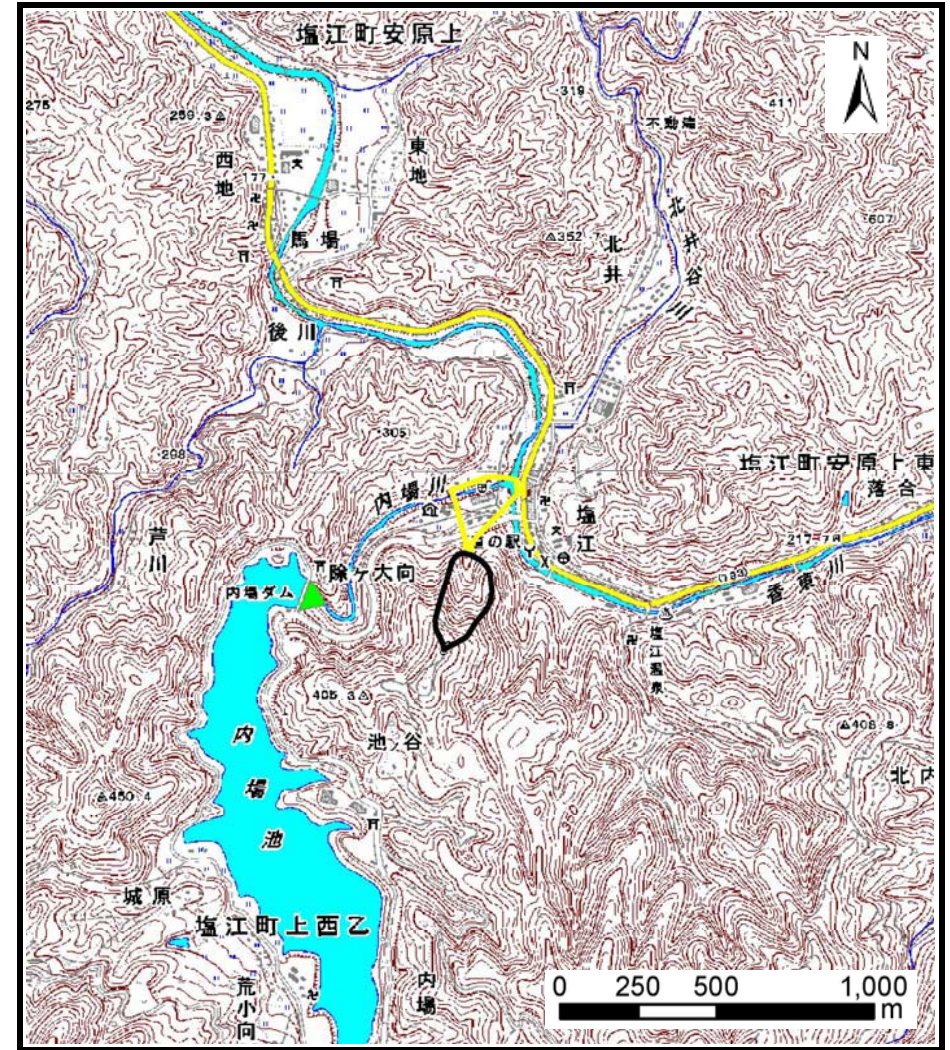 塩江町安原上
N
275
259.3
319
411
不動滝
西地
東地
177
北井谷川
607
352.7
北井
馬場
後川
305
298
塩江町安原上東
落合
内場川
塩江
の駅
217.7
(193)
香東川
芦川
除ヶ大向
内場ダム
塩江温泉
405.3
408.8
池ノ谷
内場池
北内
450.4
城原
塩江町上西乙
荒小向
内場
0 250 500 1,000
m